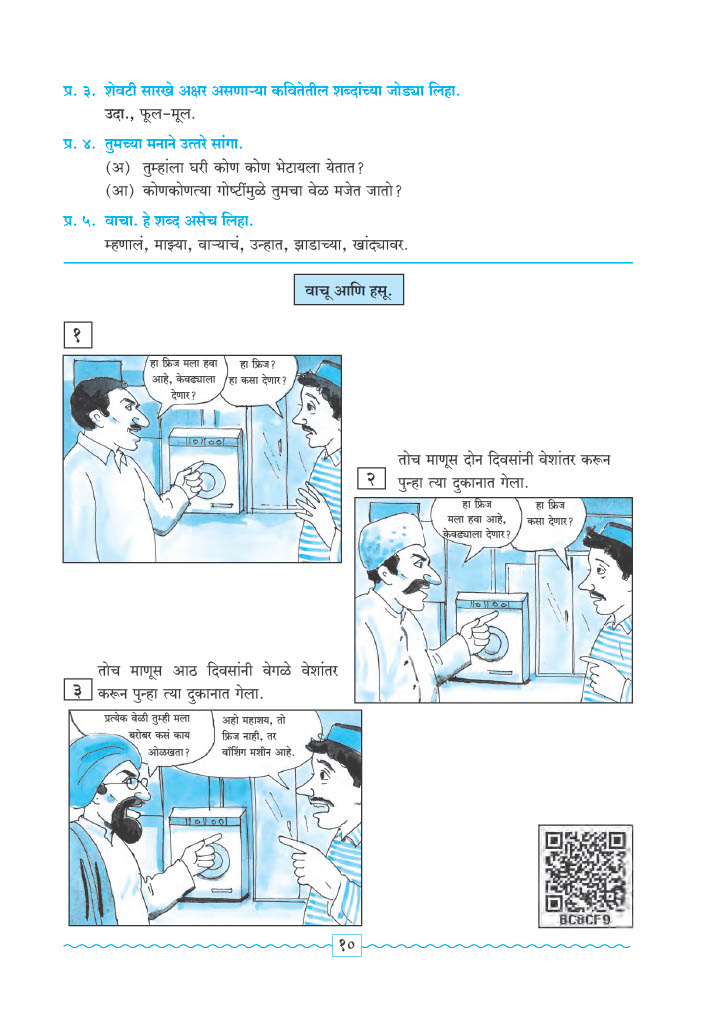 प्र. ३. शेवटी सारखे अक्षर असणाऱ्या कवितेतील शब्दांच्या जोड्या लिहा.
उदा., फूल-मूल.
प्र. ४. तुमच्या मनाने उत्तरे सांगा.
(अ) तुम्हांला घरी कोण कोण भेटायला येतात?
(आ) कोणकोणत्या गोष्टींमुळे तुमचा वेळ मजेत जातो?
प्र. ५. वाचा. हे शब्द असेच लिहा.
म्हणालं, माझ्या, वाऱ्याचं, उन्हात, झाडाच्या, खांद्यावर.
वाचू आणि हसू.
१
हा फ्रिज मला हवा
आहे, केवढ्याला
देणार?
हा फ्रिज?
हा कसा देणार?
तोच माणूस दोन दिवसांनी वेशांतर करून
२ पुन्हा त्या दुकानात गेला.
हा फ्रिज
मला हवा आहे,
केवढ्याला देणार?
हा फ्रिज
कसा देणार?
तोच माणूस आठ दिवसांनी वेगळे वेशांतर
३ करून पुन्हा त्या दुकानात गेला.
प्रत्येक वेळी तुम्ही मला
बरोबर कसं काय
ओळखता?
अहो महाशय, तो
फ्रिज नाही, तर
वॉशिंग मशीन आहे.
BC8CF9
१०